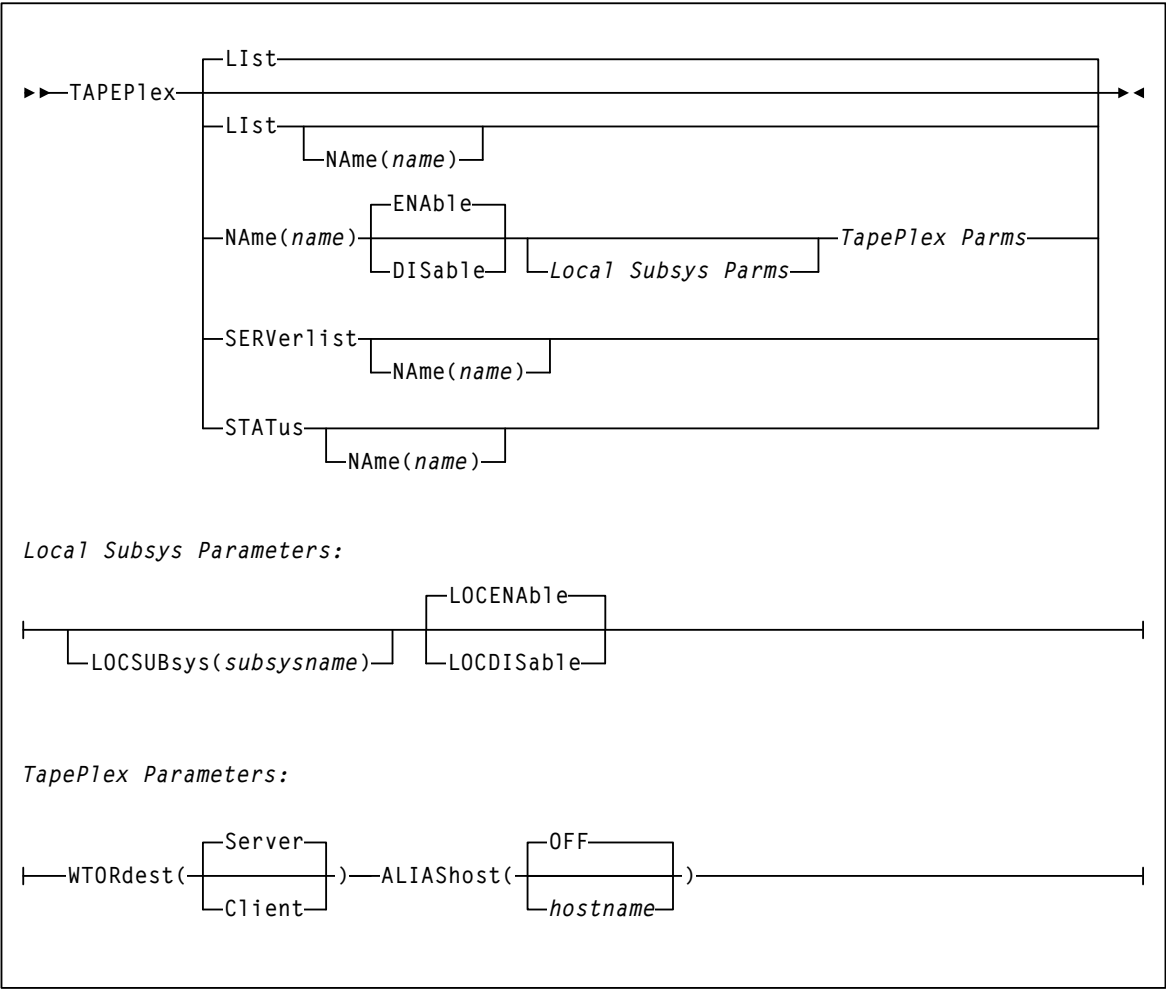 LIst
TAPEPlex
LIst
NAme(name)
ENAble
NAme(name) TapePlex Parms
DISable Local Subsys Parms
SERVerlist
NAme(name)
STATus
NAme(name)
Local Subsys Parameters:
LOCENAble
LOCSUBsys(subsysname) LOCDISable
TapePlex Parameters:
Server OFF
WTORdest( ) ALIAShost( )
Client hostname